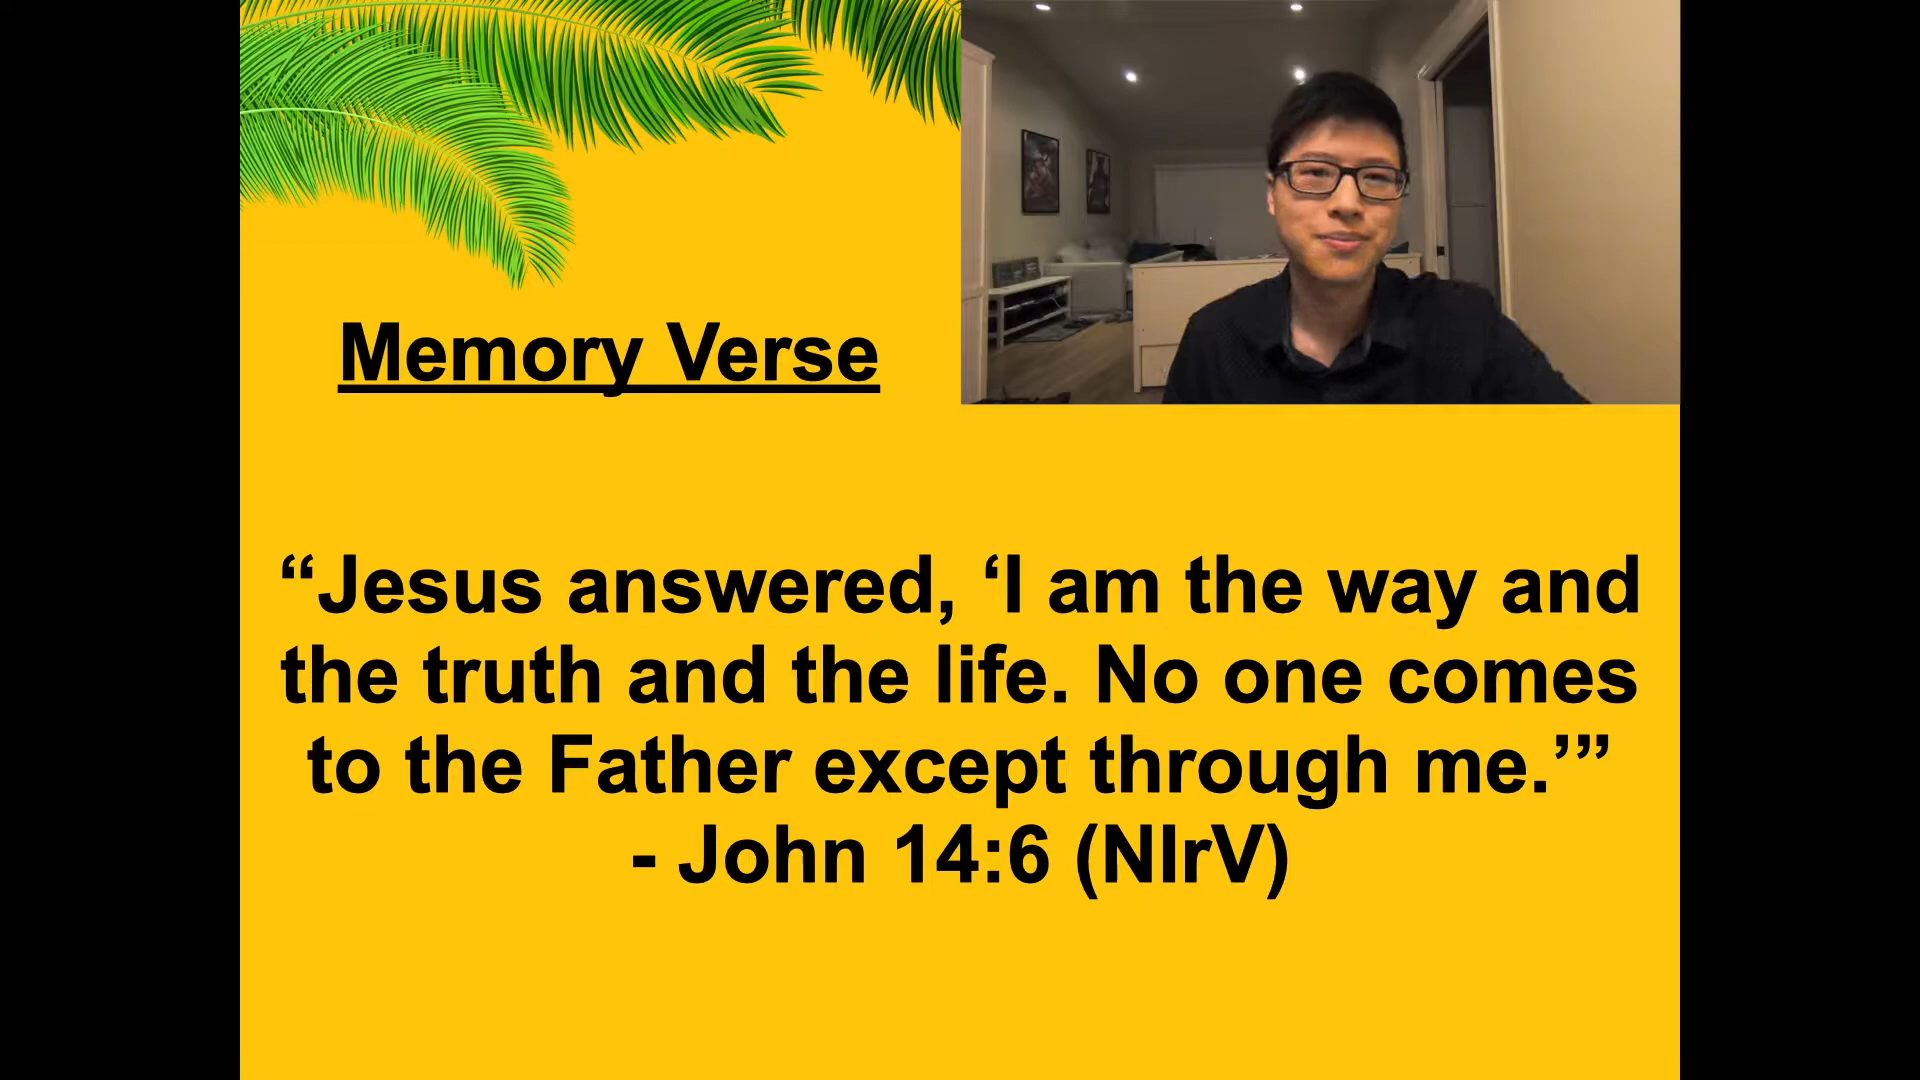 Memory Verse
“Jesus answered, ‘I am the way and
the truth and the life. No one comes
to the Father except through me.’”
- John 14:6 (NIrV)